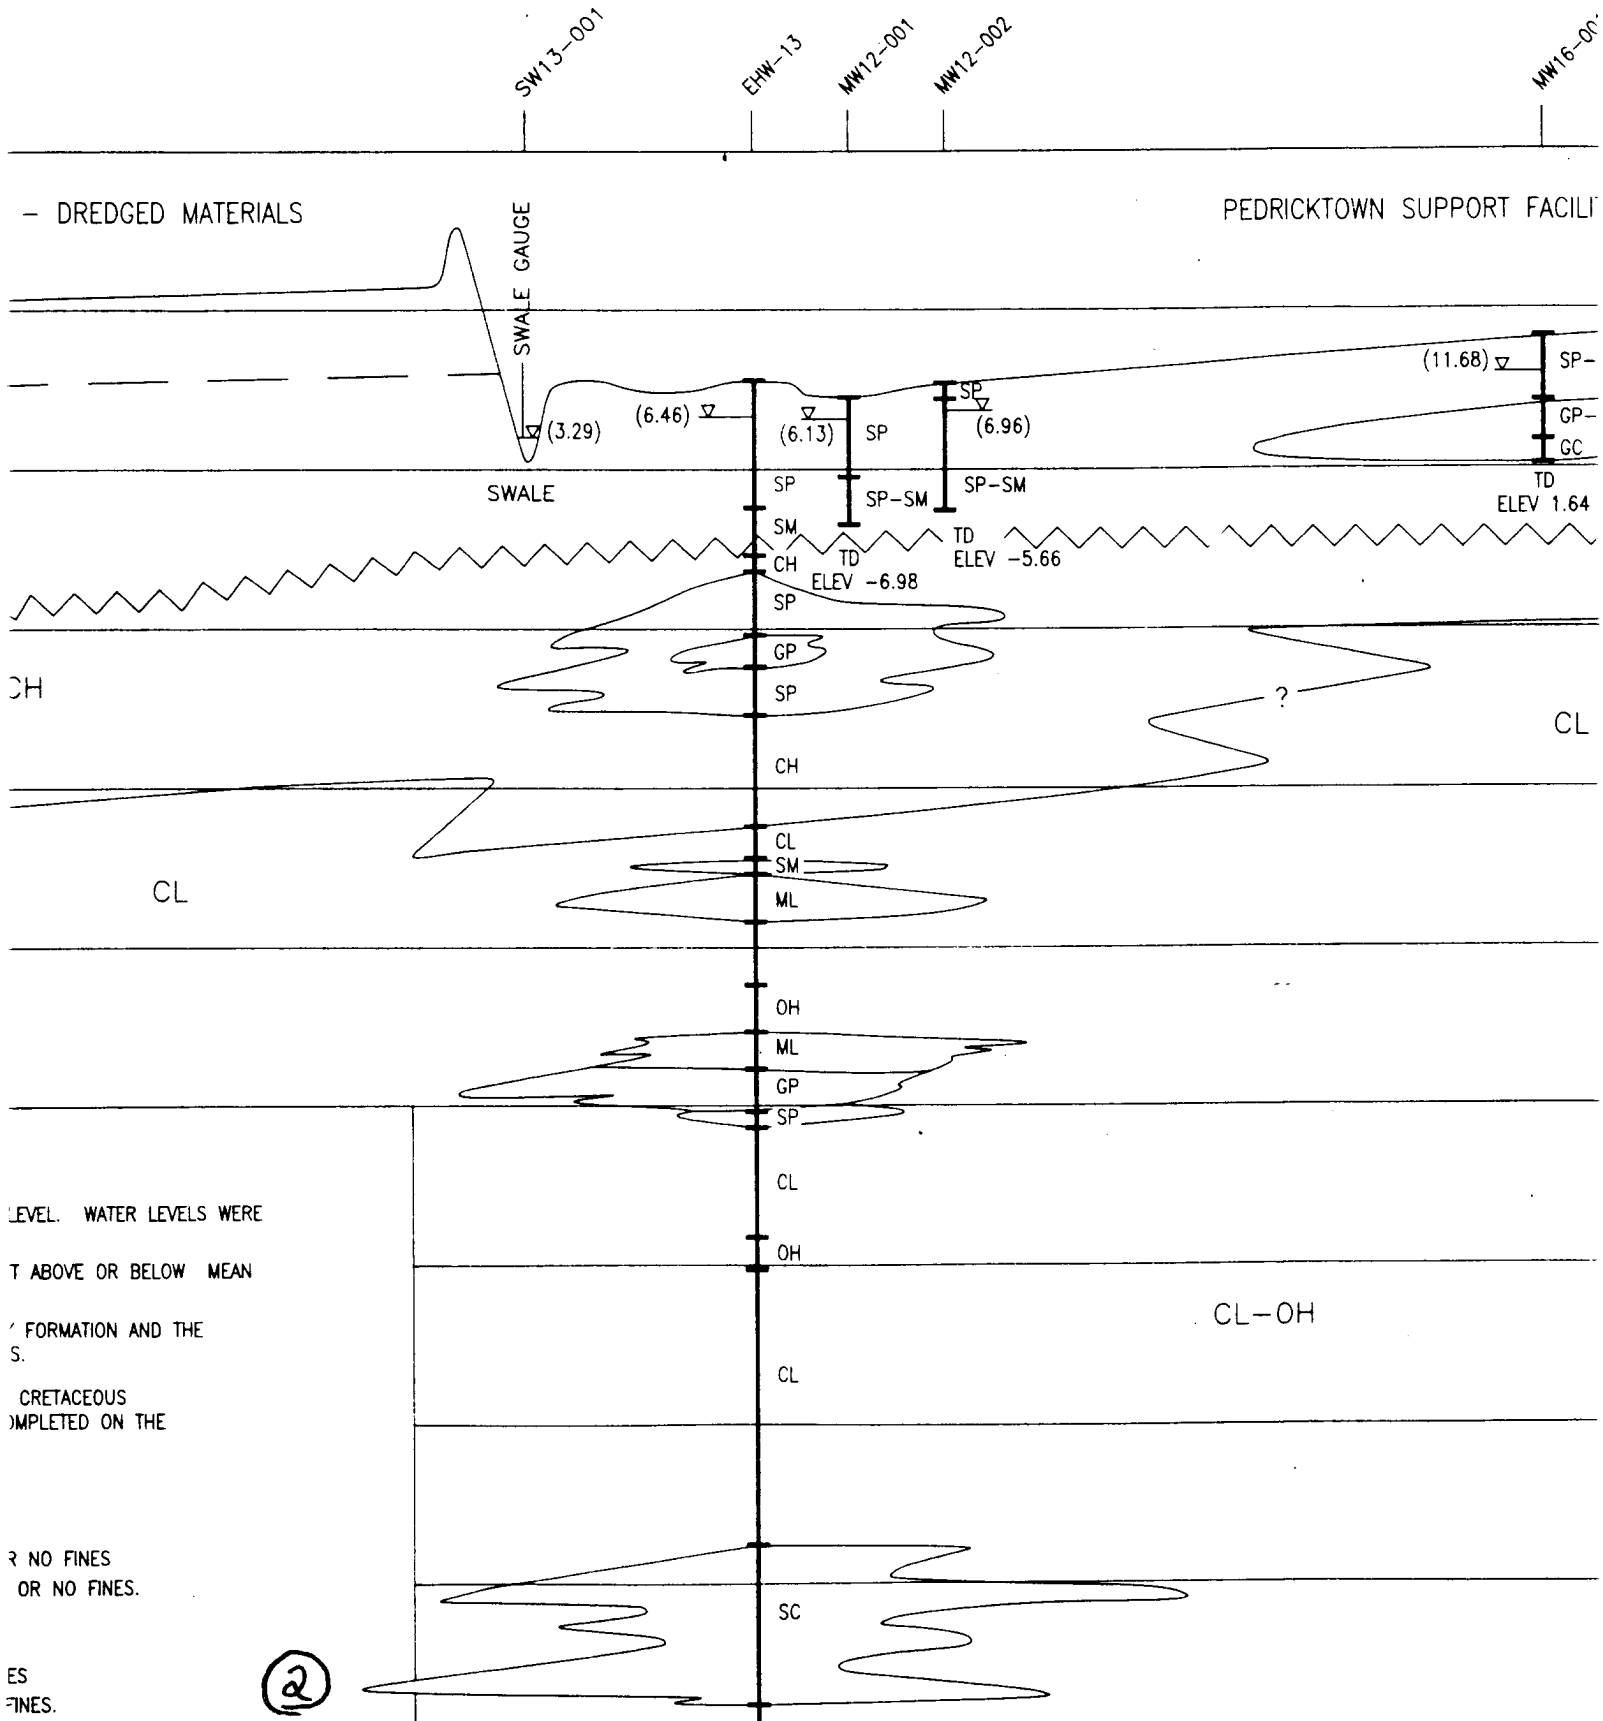 SW13-001
EHW-13
MW12-001
MW12-002
MW16-00
- DREDGED MATERIALS
PEDRICKTOWN SUPPORT FACILI
SWALE GAUGE
(11.68)
SP-
SP
(6.46)
(3.29)
(6.13)
SP
(6.96)
GP-
GC
SWALE
SP
SP-SM
SP-SM
TD
ELEV 1.64
SM
TD
ELEV -5.66
CH
TD
ELEV -6.98
SP
GP
CH
SP
?
CL
CH
CL
SM
CL
ML
OH
ML
GP
SP
CL
LEVEL. WATER LEVELS WERE
OH
T ABOVE OR BELOW MEAN
CL-OH
FORMATION AND THE
S.
CL
CRETACEOUS
OMPLETED ON THE
R NO FINES
OR NO FINES.
SC
ES
FINES.
2